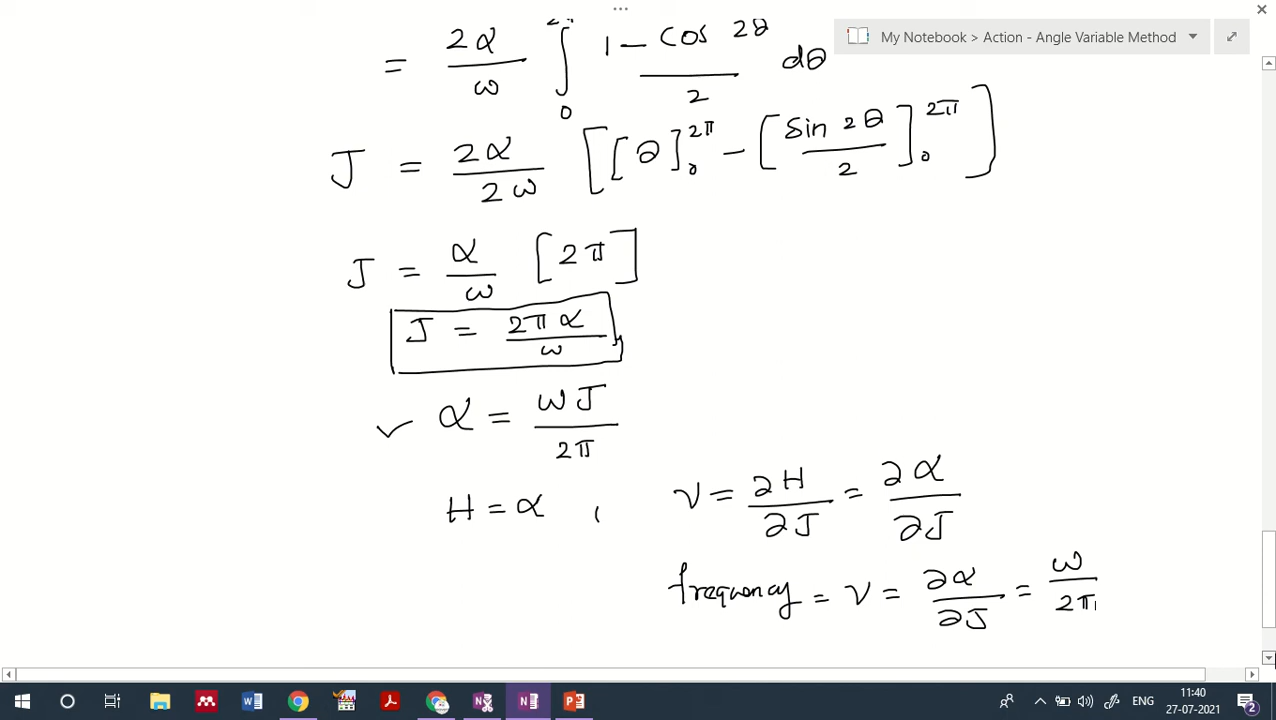 My Notebook > Action - Angle Variable Method
= 2α/ω ∫₀ (1 - cos 2θ)/2 dθ
J = 2α/2ω [[θ]₀^2π - [sin 2θ/2]₀^2π]
J = α/ω [2π]
J = 2πα/ω
✓ α = ωJ/2π
H = α , ν = ∂H/∂J = ∂α/∂J
frequency = ν = ∂α/∂J = ω/2π
ENG
11:40
27-07-2021
2